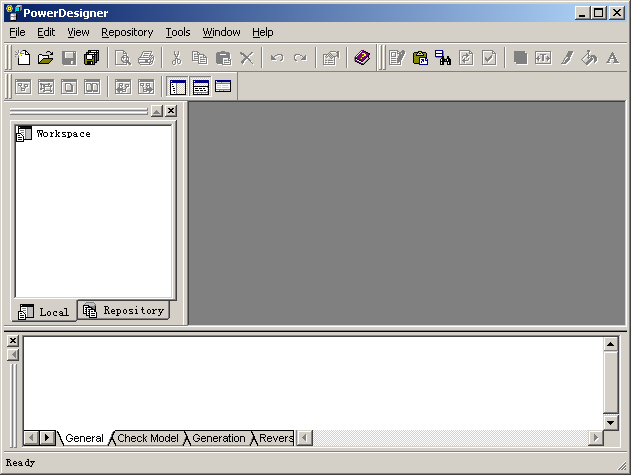 PowerDesigner
File Edit View Repository Tools Window Help
Workspace
Local Repository
General Check Model Generation Revers
Ready